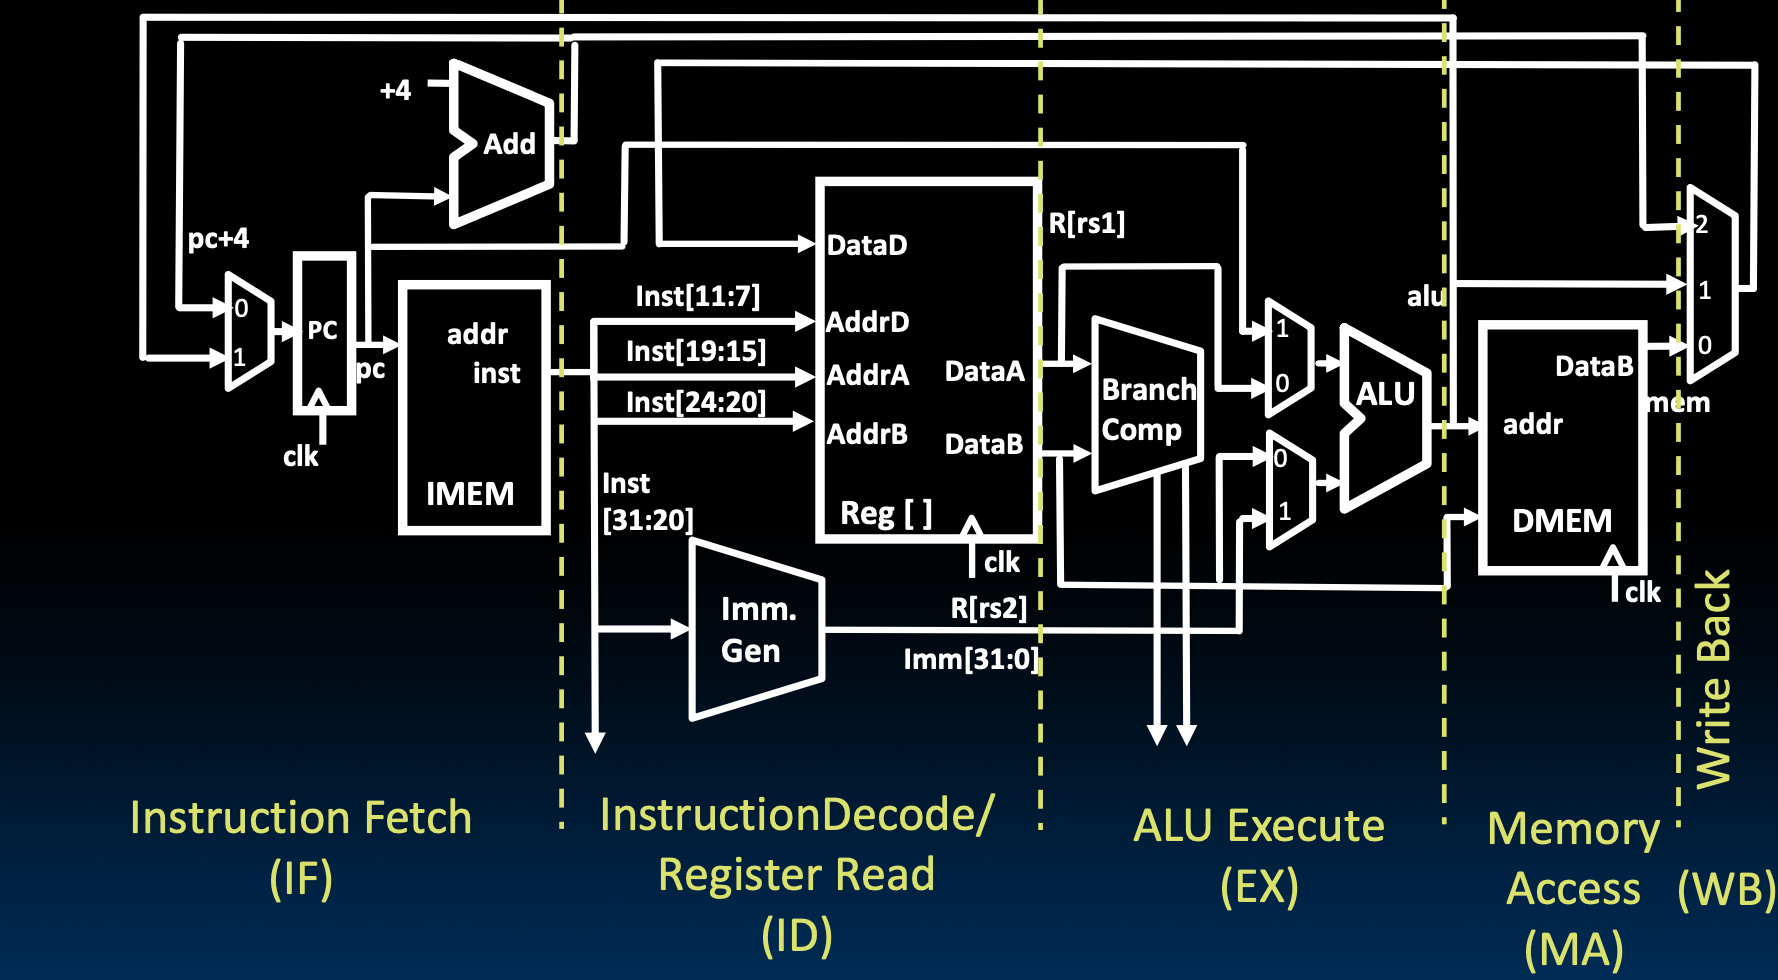 +4
Add
pc+4
0
1
PC
clk
pc
addr
inst
IMEM
Inst[11:7]
Inst[19:15]
Inst[24:20]
Inst
[31:20]
DataD
AddrD
AddrA
AddrB
DataA
DataB
Reg [ ]
clk
Imm.
Gen
R[rs2]
Imm[31:0]
R[rs1]
Branch
Comp
1
0
0
1
ALU
alu
DataB
addr
DMEM
clk
mem
2
1
0
Instruction Fetch
(IF)
InstructionDecode/
Register Read
(ID)
ALU Execute
(EX)
Memory
Access
(MA)
Write Back
(WB)